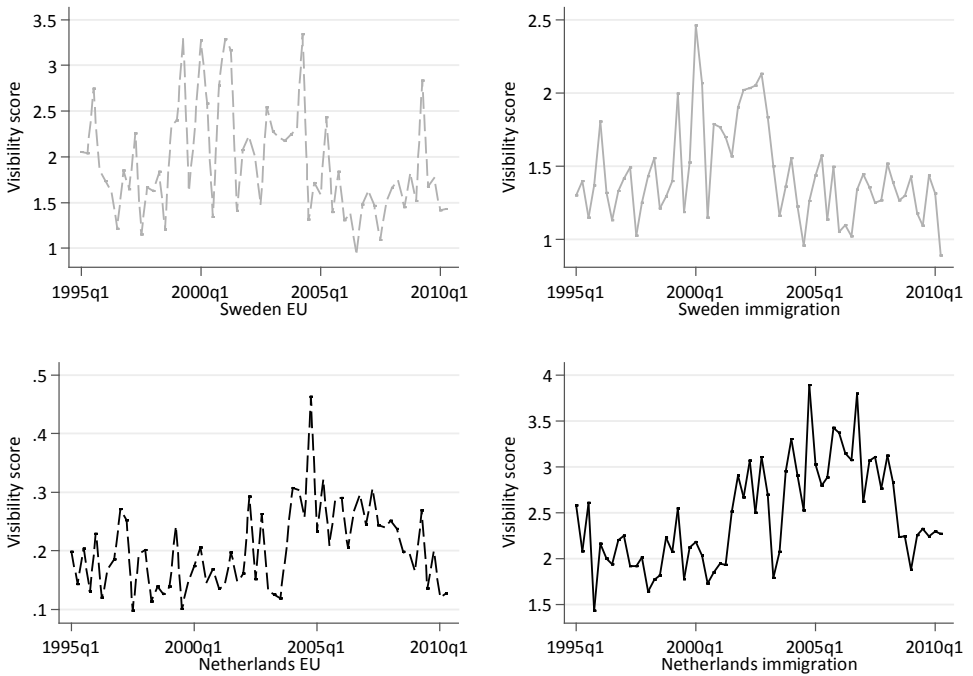 Visibility score
3.5
3
2.5
2
1.5
1
1995q1 2000q1 2005q1 2010q1
Sweden EU
Visibility score
2.5
2
1.5
1
1995q1 2000q1 2005q1 2010q1
Sweden immigration
Visibility score
.5
.4
.3
.2
.1
1995q1 2000q1 2005q1 2010q1
Netherlands EU
Visibility score
4
3.5
3
2.5
2
1.5
1995q1 2000q1 2005q1 2010q1
Netherlands immigration